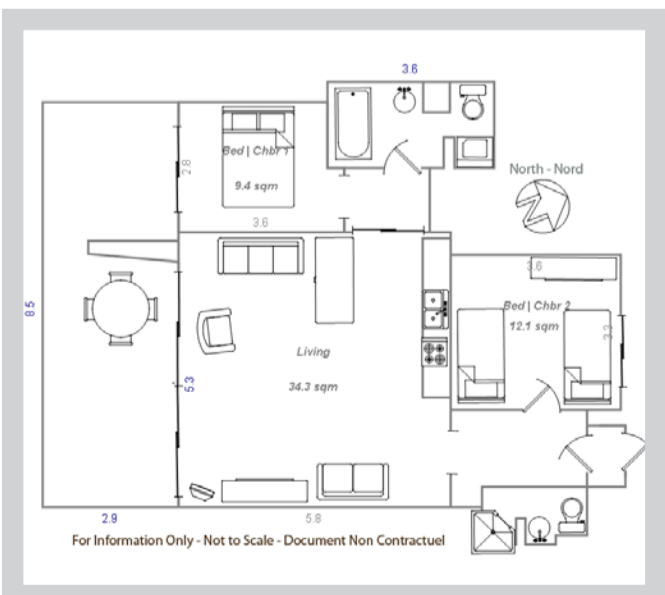 3.6
Bed | Chbr 1
2.8
9.4 sqm
North - Nord
3.6
3.6
8.5
Bed | Chbr 2
12.1 sqm
3.3
Living
5.3
34.3 sqm
2.9
5.8
For Information Only - Not to Scale - Document Non Contractuel